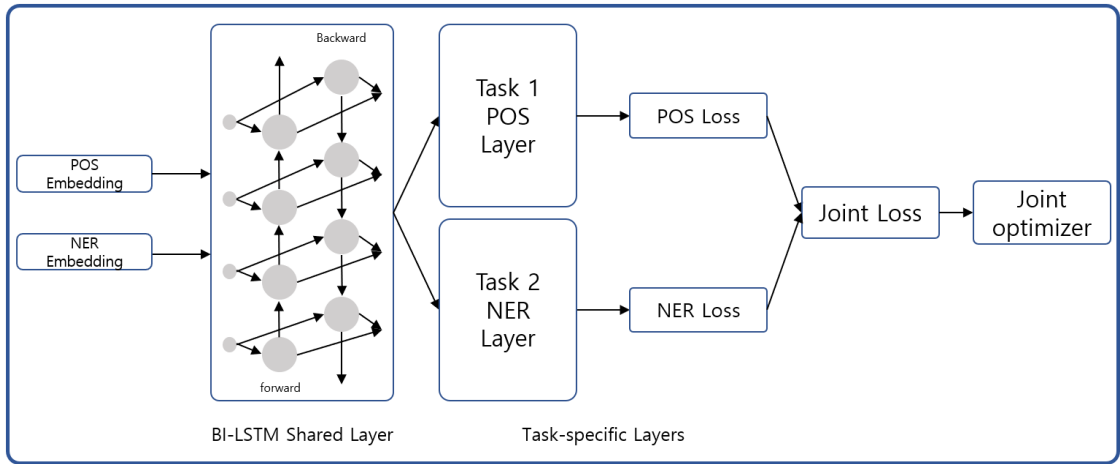 POS
Embedding
NER
Embedding
Backward
forward
BI-LSTM Shared Layer
Task 1
POS
Layer
Task 2
NER
Layer
Task-specific Layers
POS Loss
NER Loss
Joint Loss
Joint
optimizer